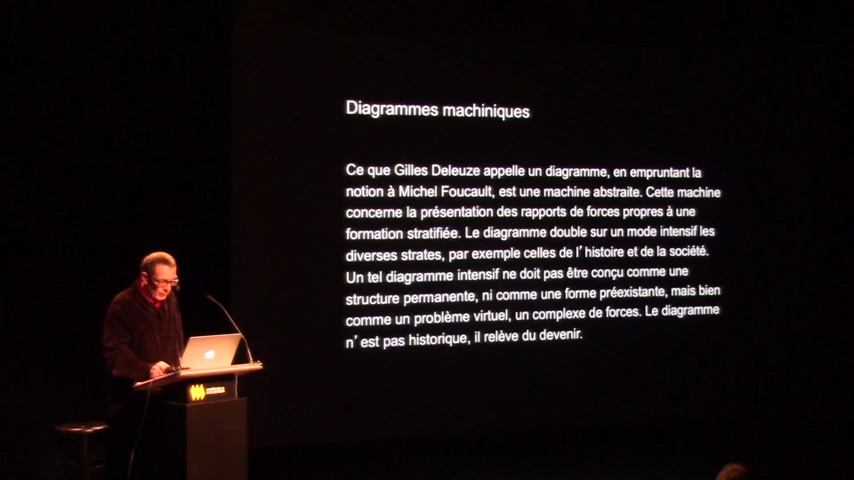 Diagrammes machiniques
Ce que Gilles Deleuze appelle un diagramme, en empruntant la
notion à Michel Foucault, est une machine abstraite. Cette machine
concerne la présentation des rapports de forces propres à une
formation stratifiée. Le diagramme double sur un mode intensif les
diverses strates, par exemple celles de l’histoire et de la société.
Un tel diagramme intensif ne doit pas être conçu comme une
structure permanente, ni comme une forme préexistante, mais bien
comme un problème virtuel, un complexe de forces. Le diagramme
n’est pas historique, il relève du devenir.